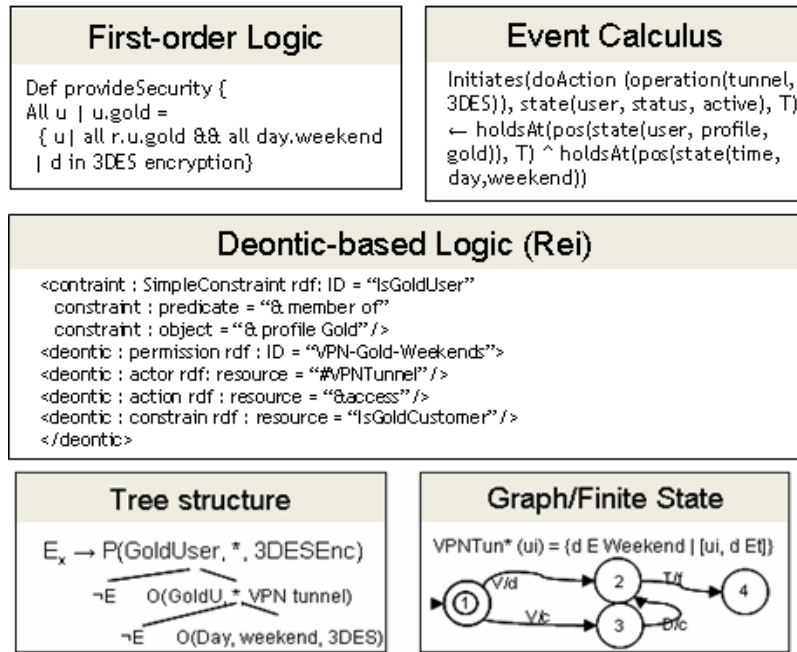 First-order Logic
Def provideSecurity {
All u | u.gold =
{ u| all r.u.gold && all day.weekend
| d in 3DES encryption}
Event Calculus
Initiates(doAction (operation(tunnel,
3DES)), state(user, status, active), T)
← holdsAt(pos(state(user, profile,
gold)), T) ^ holdsAt(pos(state(time,
day,weekend))
Deontic-based Logic (Rei)
<contraint : SimpleConstraint rdf: ID = “IsGoldUser”
constraint : predicate = “& member of”
constraint : object = “& profile Gold”/>
<deontic : permission rdf : ID = “VPN-Gold-Weekends”>
<deontic : actor rdf: resource = “#VPNTunnel”/>
<deontic : action rdf : resource = “&access”/>
<deontic : constrain rdf : resource = “IsGoldCustomer”/>
</deontic>
Tree structure
Ex → P(GoldUser, *, 3DESEnc)
¬E O(GoldU, *, VPN tunnel)
¬E O(Day, weekend, 3DES)
Graph/Finite State
VPNTun* (ui) = {d E Weekend | [ui, d Et]}
V/d
T/f
1
2
4
V/c
3
D/c